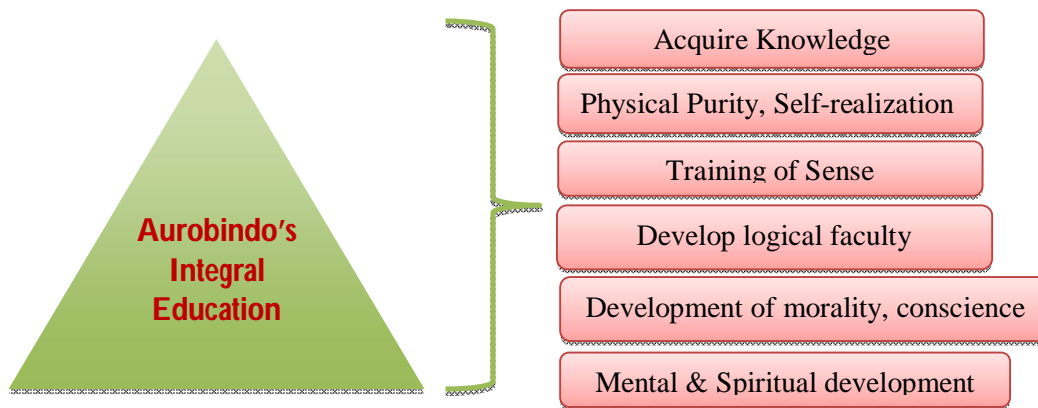 Aurobindo's
Integral
Education
Acquire Knowledge
Physical Purity, Self-realization
Training of Sense
Develop logical faculty
Development of morality, conscience
Mental & Spiritual development